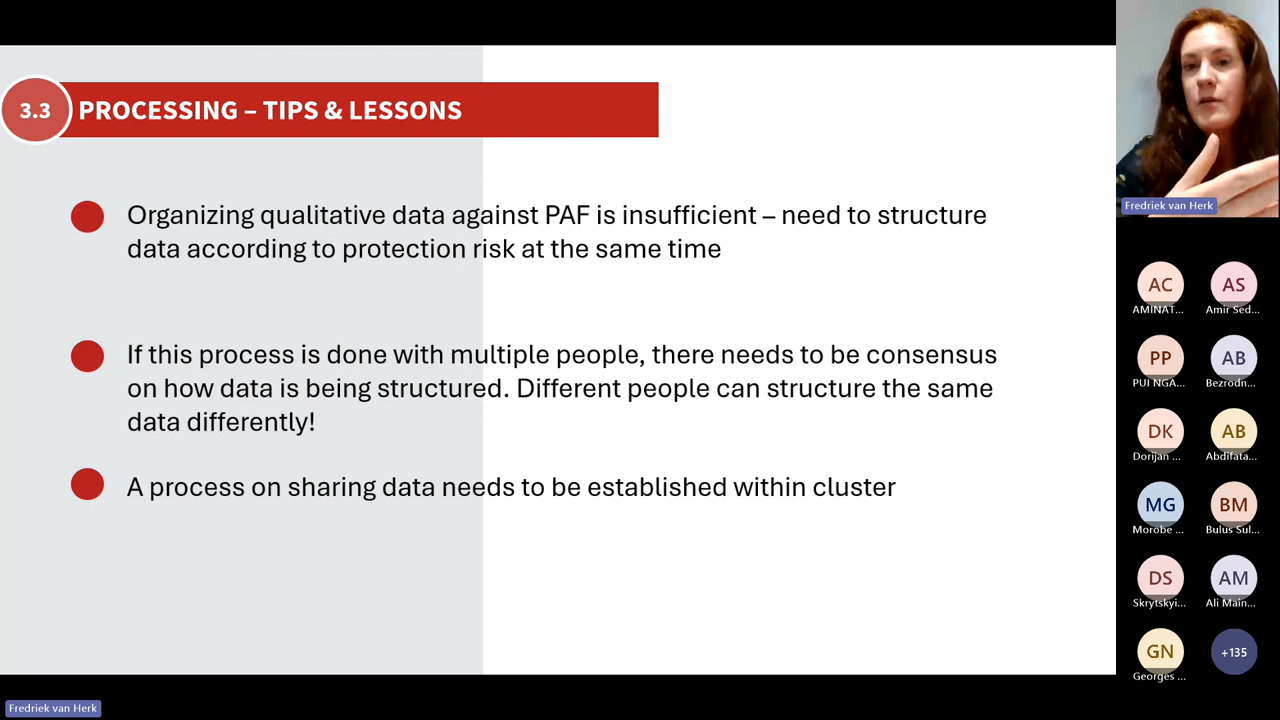 3.3
PROCESSING – TIPS & LESSONS
Organizing qualitative data against PAF is insufficient – need to structure
data according to protection risk at the same time
If this process is done with multiple people, there needs to be consensus
on how data is being structured. Different people can structure the same
data differently!
A process on sharing data needs to be established within cluster
Fredriek van Herk
AC
AMINAT...
AS
Amir Sed...
PP
PUI NGA...
AB
Bezrodn...
DK
Dorijan ...
AB
Abdifata...
MG
Morobe ...
BM
Bulus Sul...
DS
Skrytskyi...
AM
Ali Main...
GN
Georges ...
+135
Fredriek van Herk